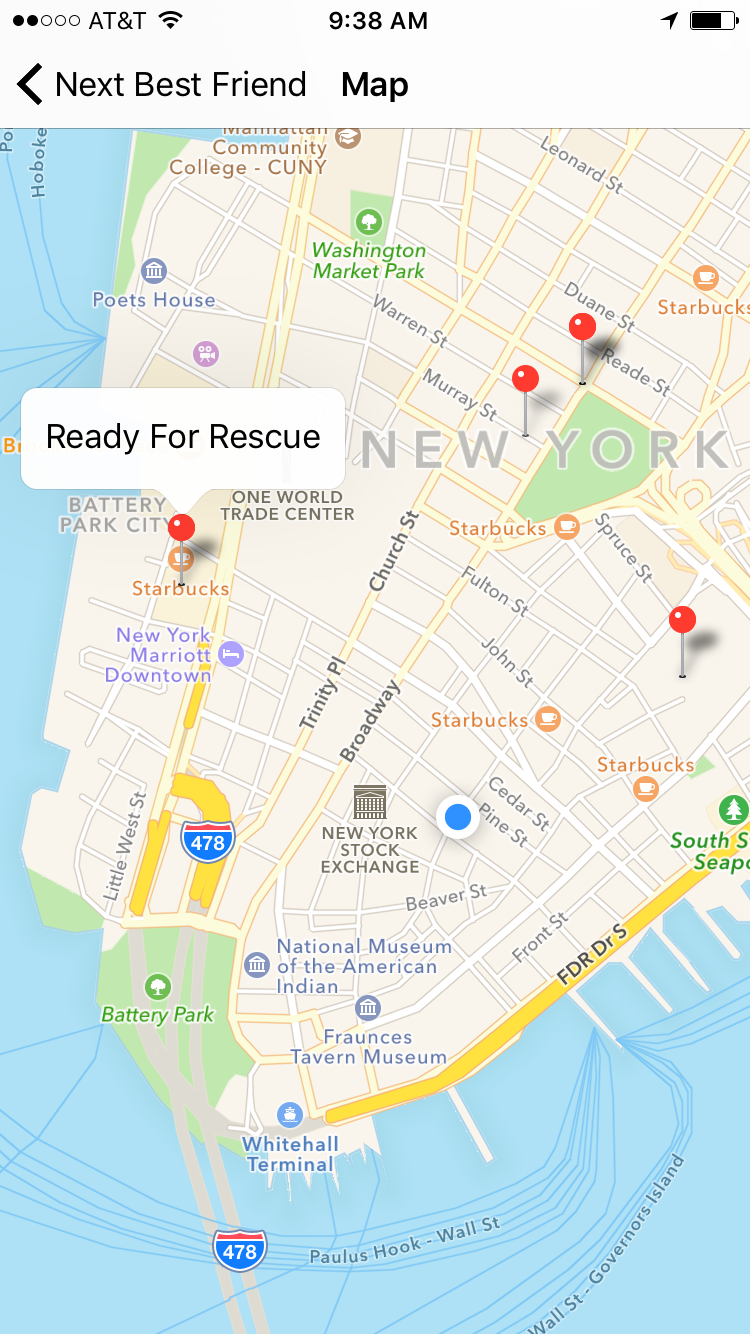 AT&T
9:38 AM
Next Best Friend
Map
Hoboke
Manhattan
Community
College - CUNY
Leonard St
Washington
Market Park
Poets House
Starbucks
Duane St
Warren St
Reade St
Murray St
Ready For Rescue
NEW YORK
Br
BATTERY
PARK CITY
ONE WORLD
TRADE CENTER
Church St
Starbucks
Spruce St
Starbucks
Fulton St
New York
Marriott
Downtown
John St
Trinity Pl
Broadway
Starbucks
Starbucks
Cedar St
Pine St
Little West St
478
NEW YORK
STOCK
EXCHANGE
South S
Seapo
Beaver St
Front St
FDR Dr S
National Museum
of the American
Indian
Battery Park
Fraunces
Tavern Museum
Whitehall
Terminal
478
Paulus Hook - Wall St
Wall St - Governors Island